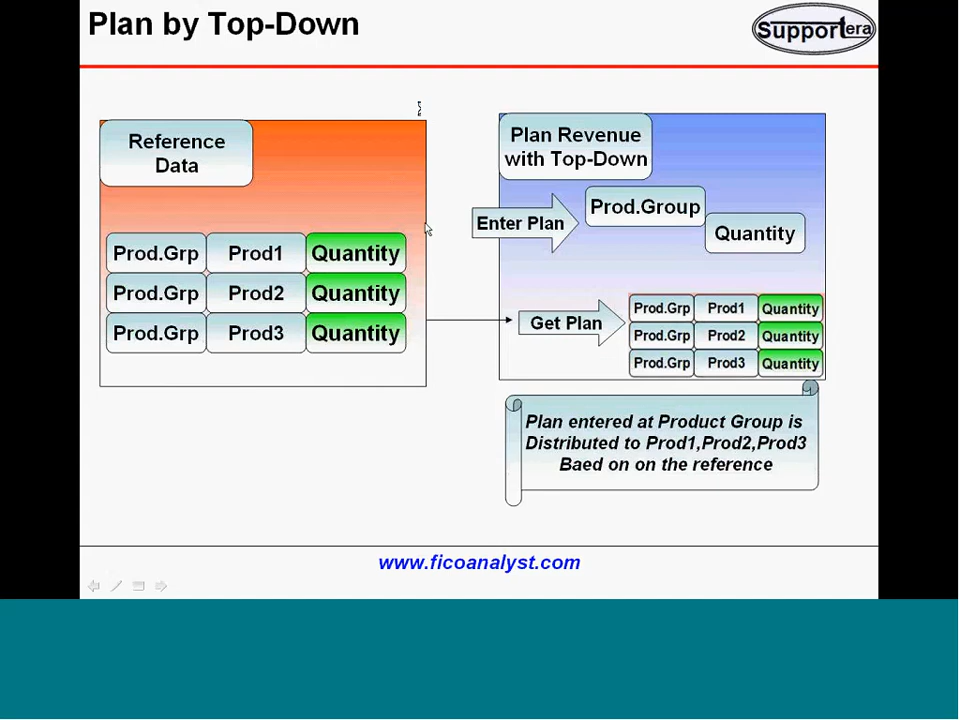 Plan by Top-Down
Supportera
Reference
Data
Prod.Grp Prod1 Quantity
Prod.Grp Prod2 Quantity
Prod.Grp Prod3 Quantity
Plan Revenue
with Top-Down
Enter Plan
Prod.Group
Quantity
Get Plan
Prod.Grp Prod1 Quantity
Prod.Grp Prod2 Quantity
Prod.Grp Prod3 Quantity
Plan entered at Product Group is
Distributed to Prod1,Prod2,Prod3
Baed on on the reference
www.ficoanalyst.com